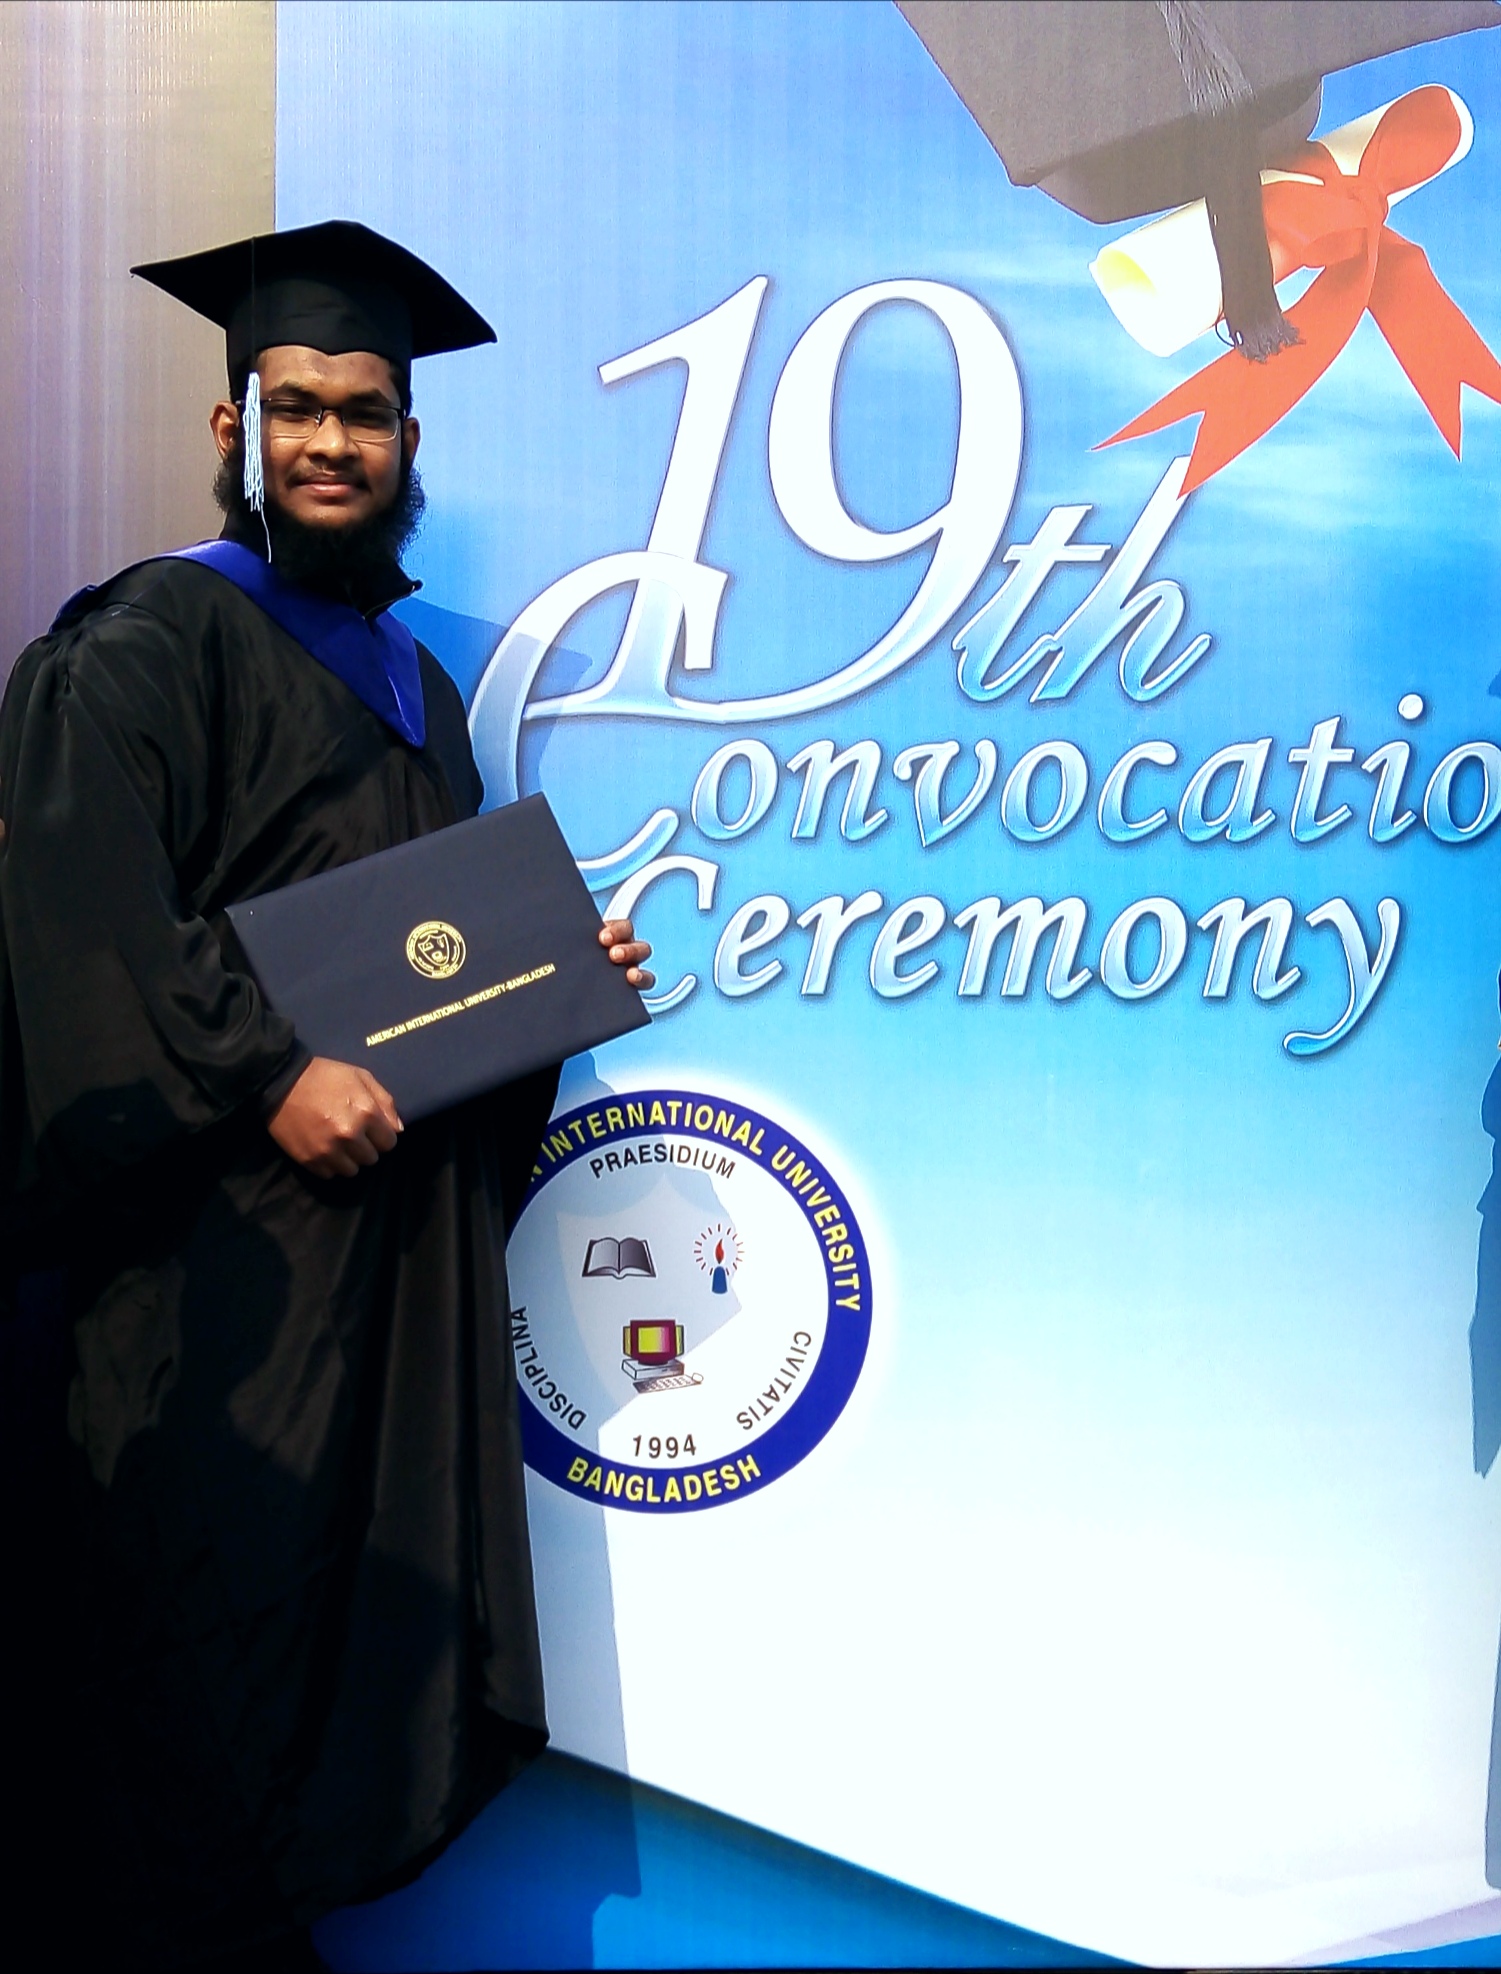 19th
Convocatio
Ceremony
AMERICAN INTERNATIONAL UNIVERSITY-BANGLADESH
INTERNATIONAL UNIVERSITY
PRAESIDIUM
DISCIPLINA
CIVITATIS
1994
BANGLADESH